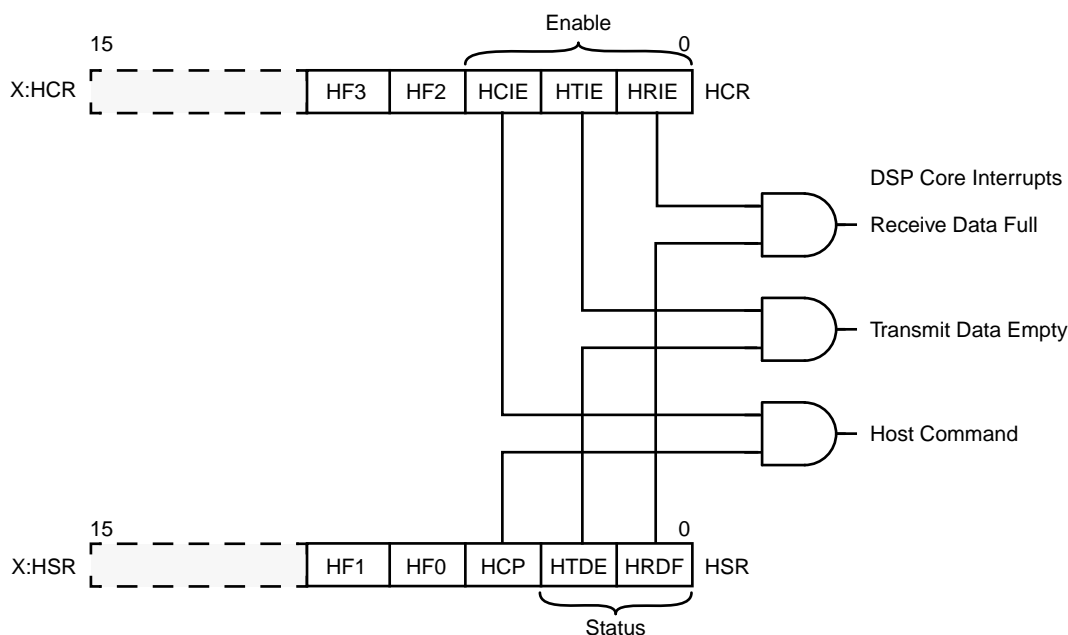 Enable
15 0
X:HCR HF3 HF2 HCIE HTIE HRIE HCR
DSP Core Interrupts
Receive Data Full
Transmit Data Empty
Host Command
15 0
X:HSR HF1 HF0 HCP HTDE HRDF HSR
Status